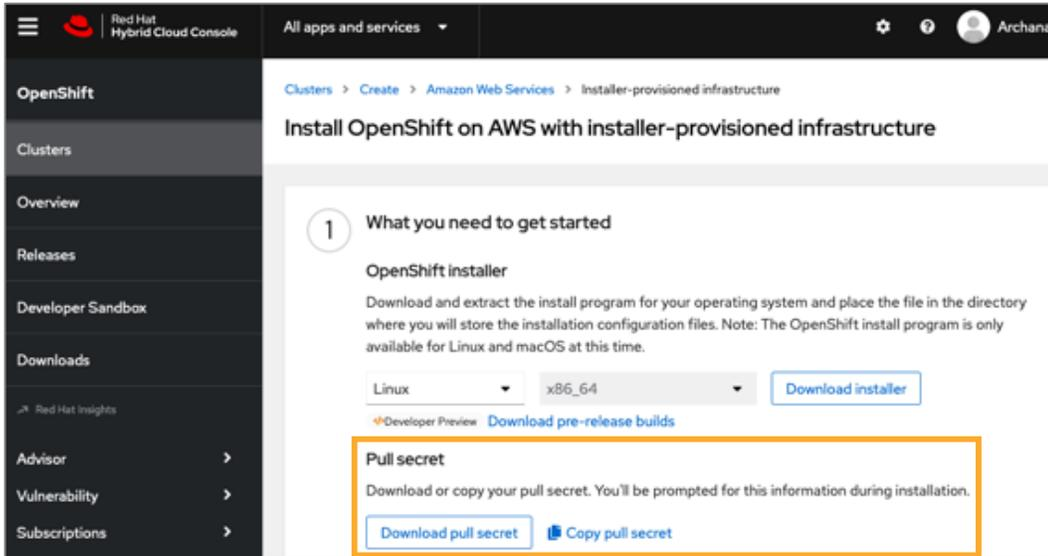 Red Hat
Hybrid Cloud Console
All apps and services
Archana
OpenShift
Clusters
Overview
Releases
Developer Sandbox
Downloads
Red Hat Insights
Advisor
Vulnerability
Subscriptions
Clusters > Create > Amazon Web Services > Installer-provisioned infrastructure
Install OpenShift on AWS with installer-provisioned infrastructure
1
What you need to get started
OpenShift installer
Download and extract the install program for your operating system and place the file in the directory
where you will store the installation configuration files. Note: The OpenShift install program is only
available for Linux and macOS at this time.
Linux
x86_64
Download installer
</>Developer Preview Download pre-release builds
Pull secret
Download or copy your pull secret. You'll be prompted for this information during installation.
Download pull secret
Copy pull secret